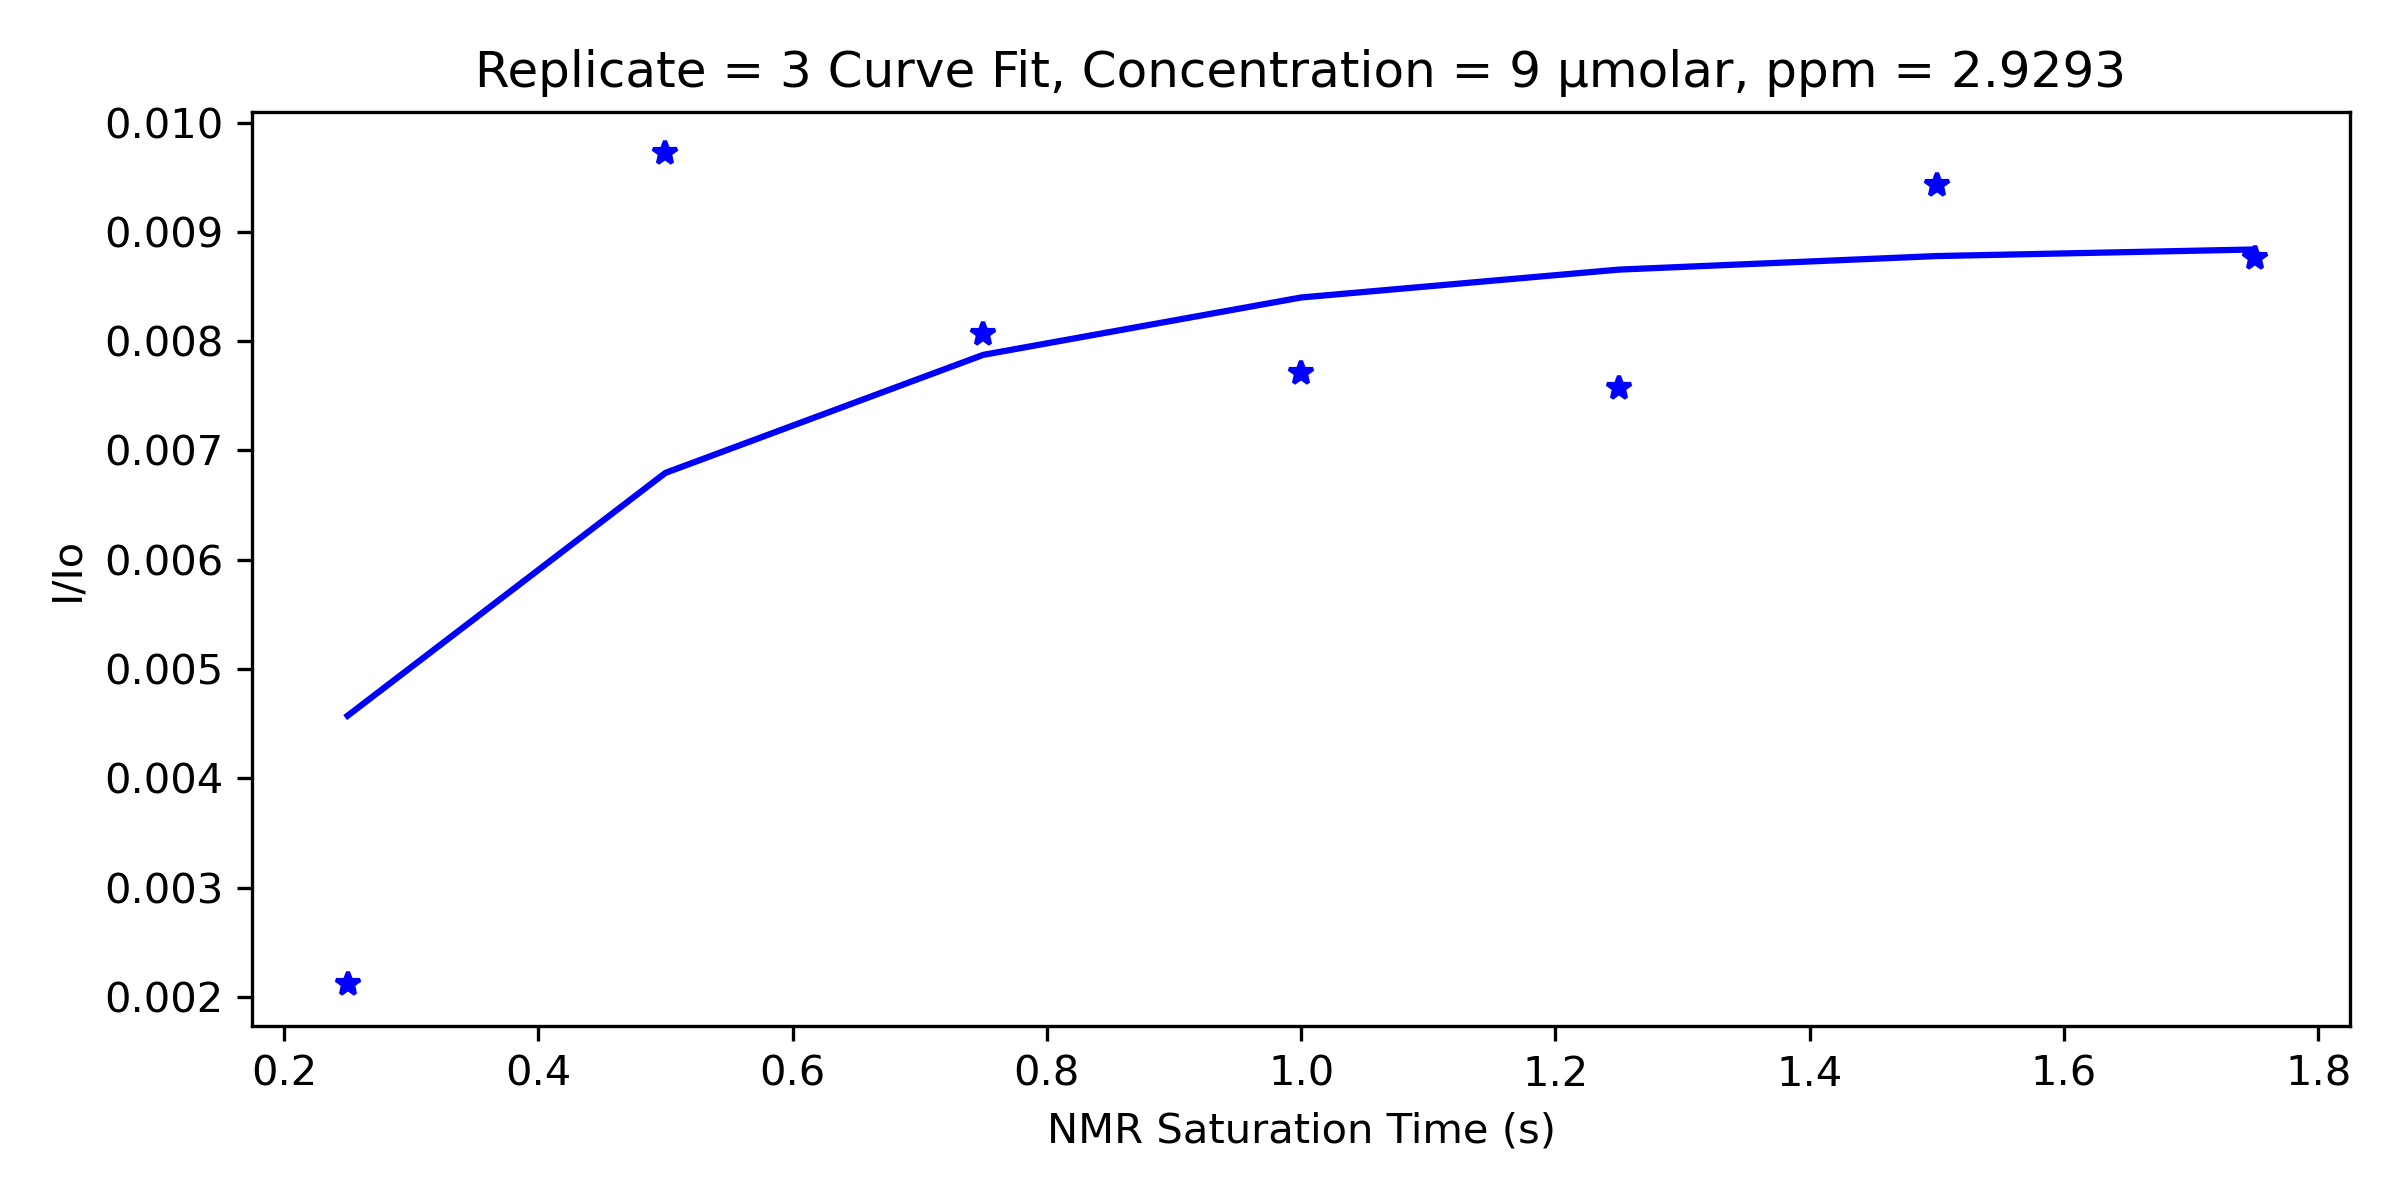 Replicate = 3 Curve Fit, Concentration = 9 μmolar, ppm = 2.9293
0.010
0.009
0.008
0.007
0.006
0.005
0.004
0.003
0.002
I/Io
0.2 0.4 0.6 0.8 1.0 1.2 1.4 1.6 1.8
NMR Saturation Time (s)